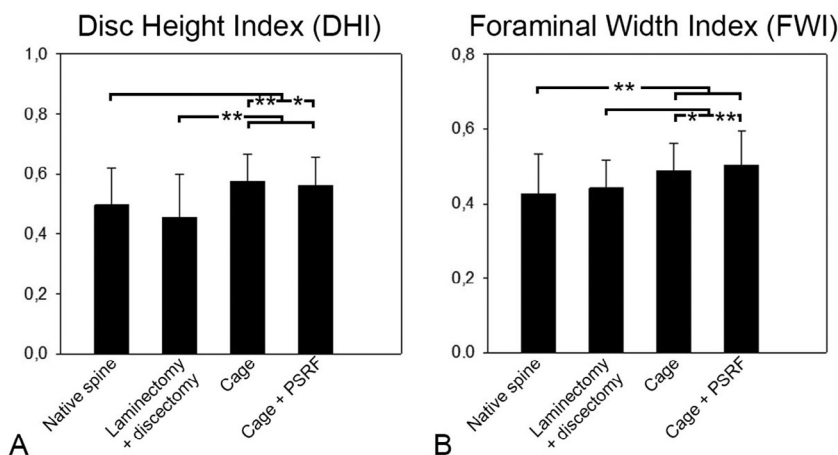 Disc Height Index (DHI)
1,0
0,8
0,6
0,4
0,2
0,0
** *
**
Native spine
Laminectomy
+ discectomy
Cage
Cage + PSRF
A
Foraminal Width Index (FWI)
0,8
0,6
0,4
0,2
0.0
**
* **
Native spine
Laminectomy
+ discectomy
Cage
Cage + PSRF
B